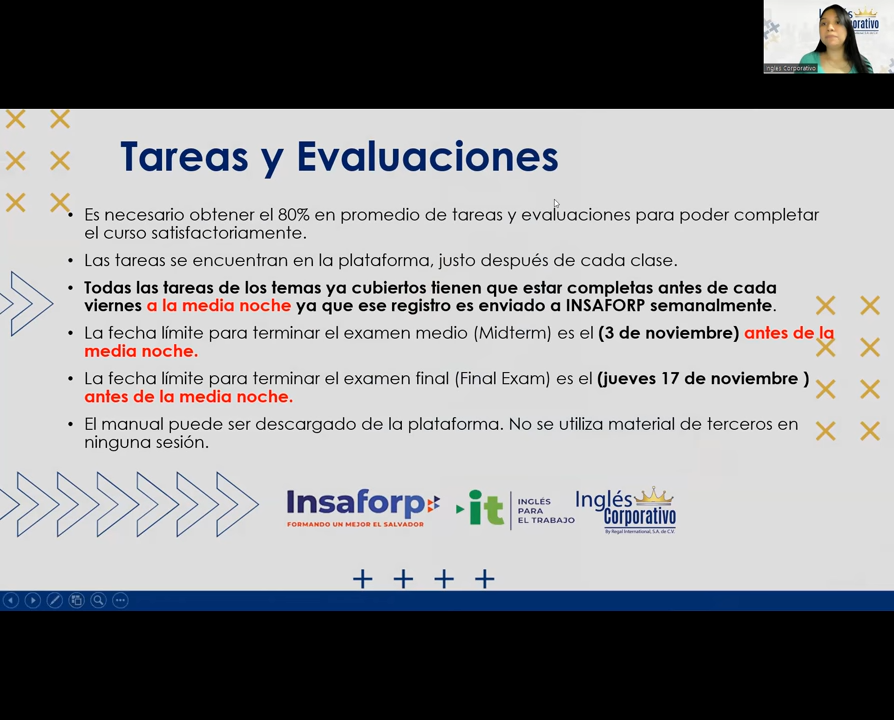 Inglés
Corporativo
Inglés Corporativo
Tareas y Evaluaciones
• Es necesario obtener el 80% en promedio de tareas y evaluaciones para poder completar
el curso satisfactoriamente.
• Las tareas se encuentran en la plataforma, justo después de cada clase.
• Todas las tareas de los temas ya cubiertos tienen que estar completas antes de cada
viernes a la media noche ya que ese registro es enviado a INSAFORP semanalmente.
• La fecha límite para terminar el examen medio (Midterm) es el (3 de noviembre) antes de la
media noche.
• La fecha límite para terminar el examen final (Final Exam) es el (jueves 17 de noviembre )
antes de la media noche.
• El manual puede ser descargado de la plataforma. No se utiliza material de terceros en
ninguna sesión.
Insaforp
FORMANDO UN MEJOR EL SALVADOR
it
INGLÉS
PARA
EL TRABAJO
Inglés
Corporativo
By Regal International, S.A. de C.V.